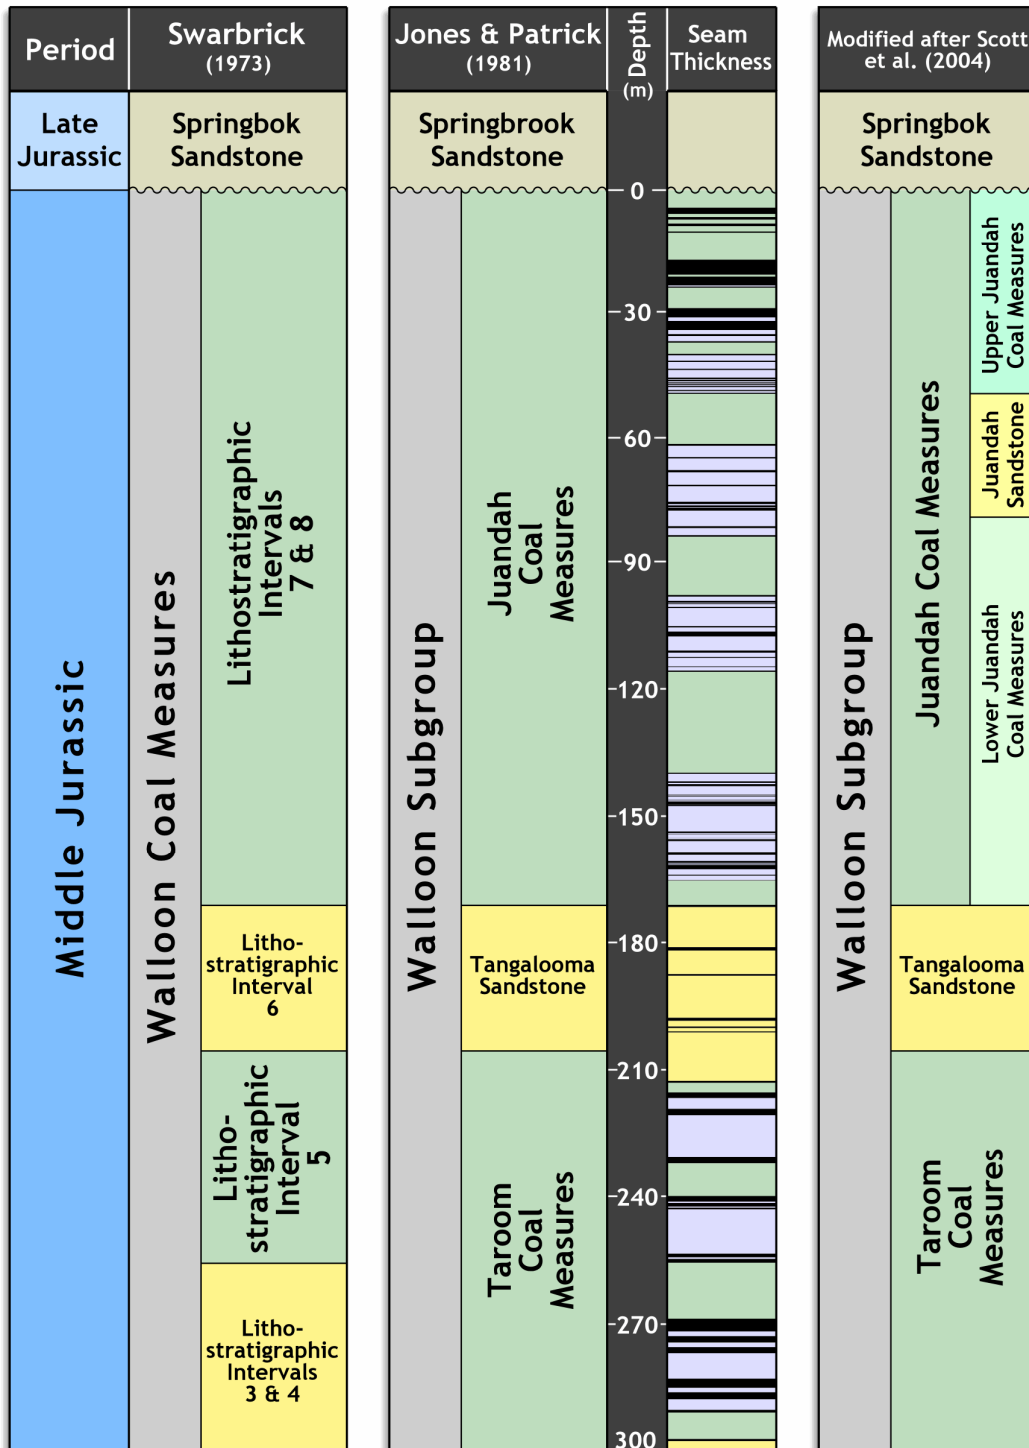 Period
Swarbrick
(1973)
Jones & Patrick
(1981)
Depth
(m)
Seam
Thickness
Modified after Scott
et al. (2004)
Late
Jurassic
Springbok
Sandstone
Springbrook
Sandstone
Springbok
Sandstone
Middle Jurassic
Walloon Coal Measures
Lithostratigraphic
Intervals
7 & 8
Litho-
stratigraphic
Interval
6
Litho-
stratigraphic
Interval
5
Litho-
stratigraphic
Intervals
3 & 4
Walloon Subgroup
Juandah
Coal
Measures
Tangalooma
Sandstone
Taroom
Coal
Measures
0
30
60
90
120
150
180
210
240
270
300
Walloon Subgroup
Juandah Coal Measures
Upper Juandah
Coal Measures
Juandah
Sandstone
Lower Juandah
Coal Measures
Tangalooma
Sandstone
Taroom
Coal
Measures